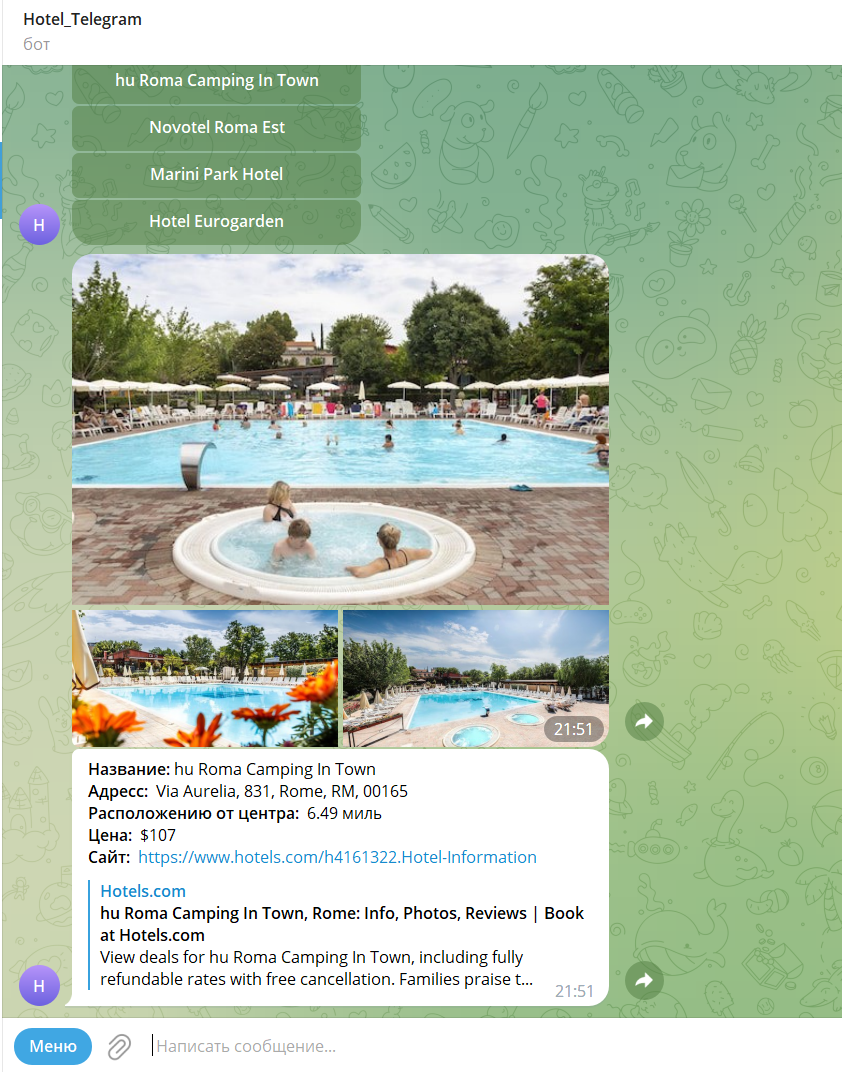 Hotel_Telegram
бот
hu Roma Camping In Town
Novotel Roma Est
Marini Park Hotel
Hotel Eurogarden
H
21:51
Название: hu Roma Camping In Town
Адресс: Via Aurelia, 831, Rome, RM, 00165
Расположению от центра: 6.49 миль
Цена: $107
Сайт: https://www.hotels.com/h4161322.Hotel-Information
Hotels.com
hu Roma Camping In Town, Rome: Info, Photos, Reviews | Book
at Hotels.com
View deals for hu Roma Camping In Town, including fully
refundable rates with free cancellation. Families praise t...
21:51
H
Меню
Написать сообщение...